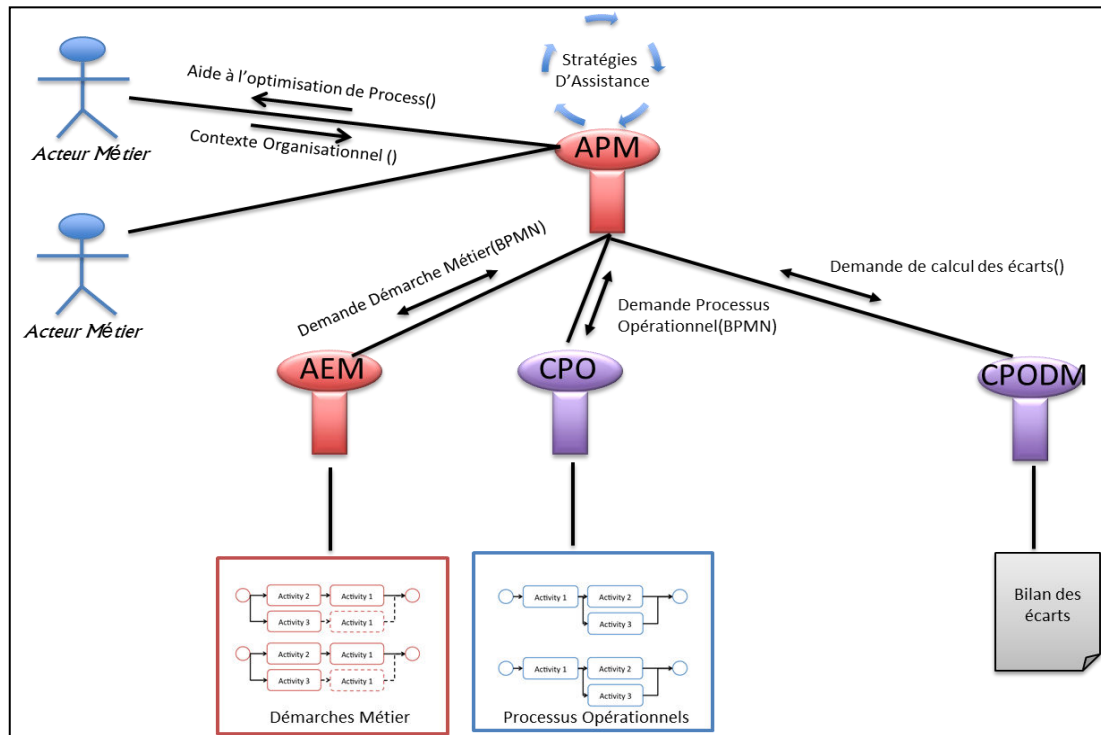 Stratégies
D'Assistance
Aide à l'optimisation de Process()
Contexte Organisationnel ()
Acteur Métier
APM
Acteur Métier
Demande Démarche Métier(BPMN)
Demande Processus
Opérationnel(BPMN)
Demande de calcul des écarts()
AEM
CPO
CPODM
Activity 2
Activity 1
Activity 3
Activity 1
Activity 2
Activity 1
Activity 3
Activity 1
Démarches Métier
Activity 1
Activity 2
Activity 3
Activity 1
Activity 2
Activity 3
Processus Opérationnels
Bilan des
écarts